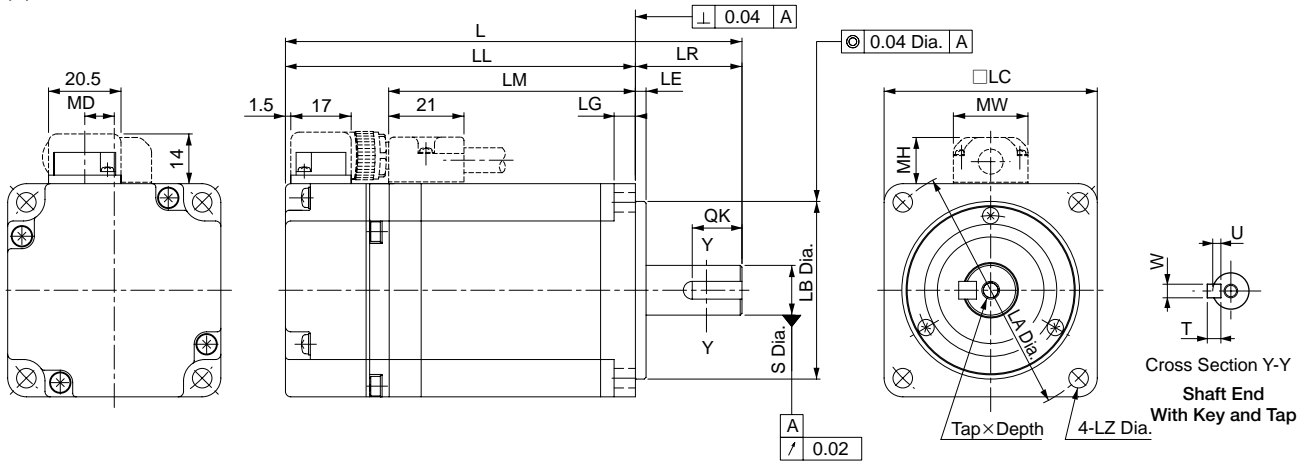 ⊥ 0.04 A
L
◎ 0.04 Dia. A
LL
LR
20.5
LM
LE
□LC
MD
1.5
17
21
LG
MW
14
MH
QK
Y
U
W
LB Dia.
LA Dia.
T
S Dia.
Y
Cross Section Y-Y
Shaft End
With Key and Tap
A
Tap×Depth
4-LZ Dia.
↗ 0.02